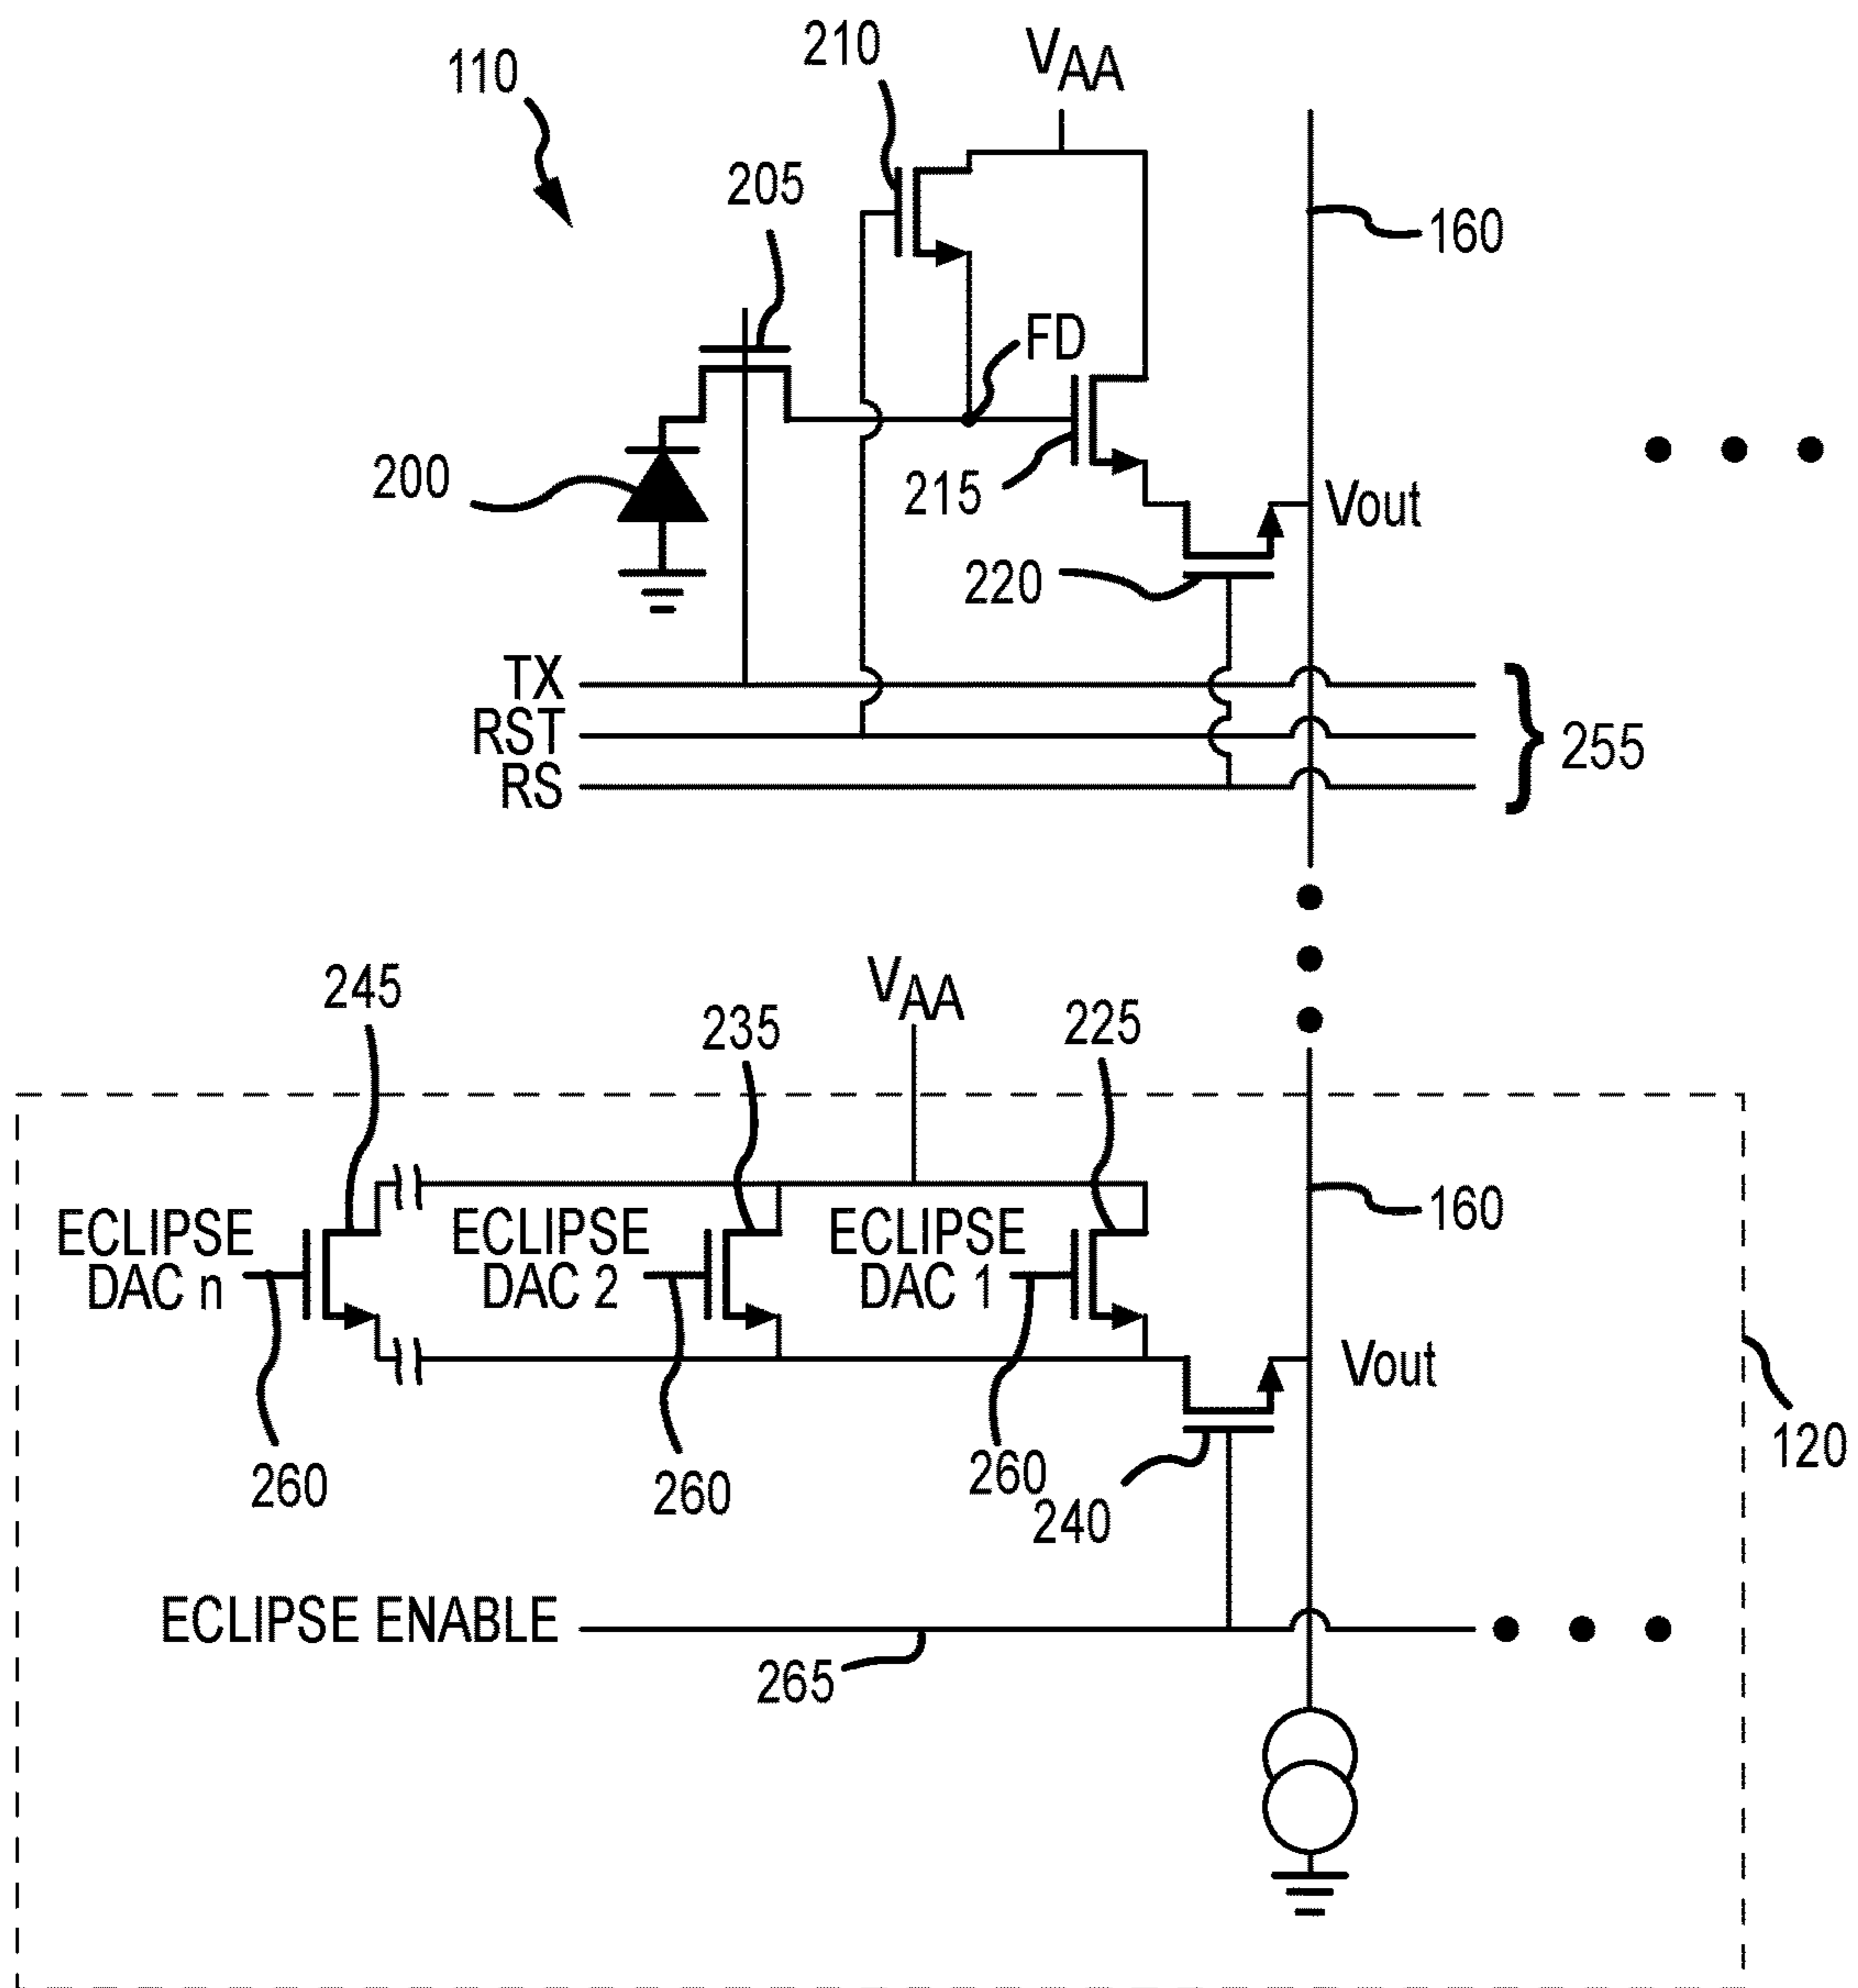 210
VAA
110
205
160
FD
200
215
Vout
220
TX
RST
RS
255
245
VAA
235
225
160
ECLIPSE
DAC n
ECLIPSE
DAC 2
ECLIPSE
DAC 1
Vout
120
260
260
260
240
ECLIPSE ENABLE
265